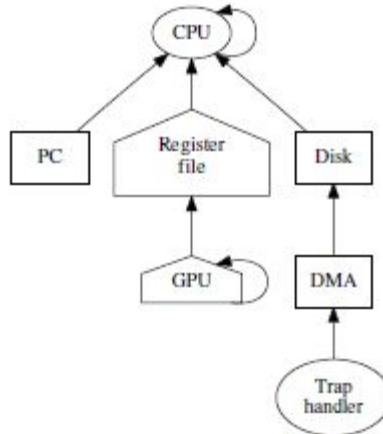 CPU
PC
Register
file
Disk
GPU
DMA
Trap
handler